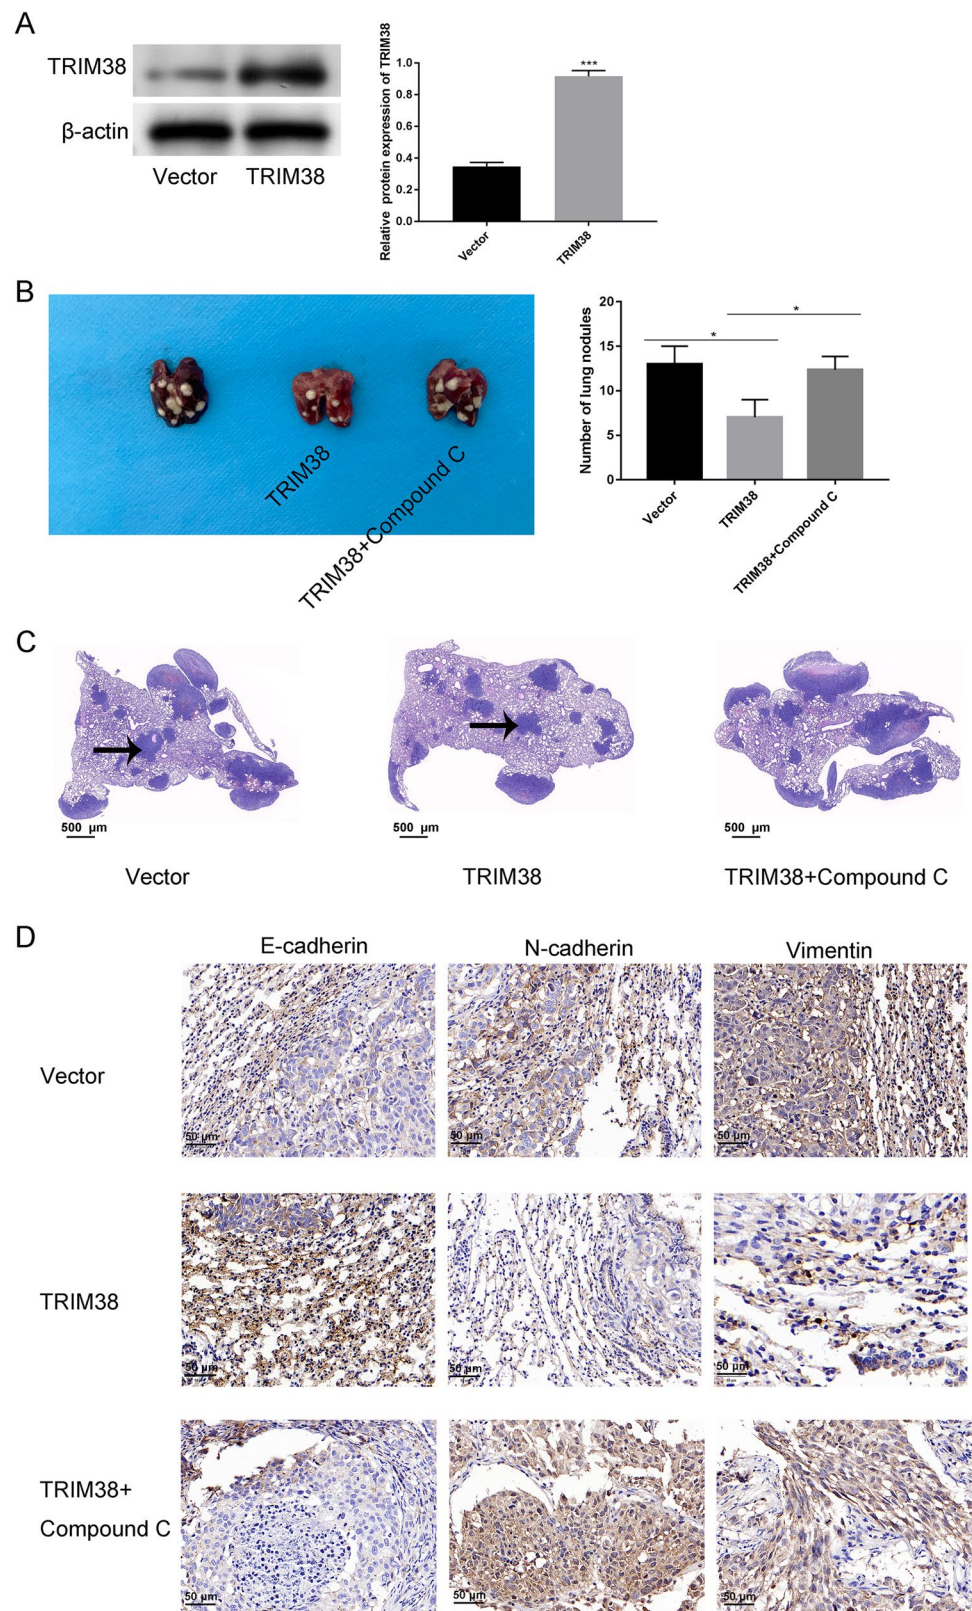 A
TRIM38
β-actin
Vector TRIM38
Relative protein expression of TRIM38
1.0
0.8
0.6
0.4
0.2
0.0
***
Vector
TRIM38
B
TRIM38
TRIM38+Compound C
Number of lung nodules
20
15
10
5
0
*
*
Vector
TRIM38
TRIM38+Compound C
C
500 μm
500 μm
500 μm
Vector
TRIM38
TRIM38+Compound C
D
E-cadherin
N-cadherin
Vimentin
Vector
50 μm
50 μm
50 μm
TRIM38
50 μm
50 μm
50 μm
TRIM38+
Compound C
50 μm
50 μm
50 μm